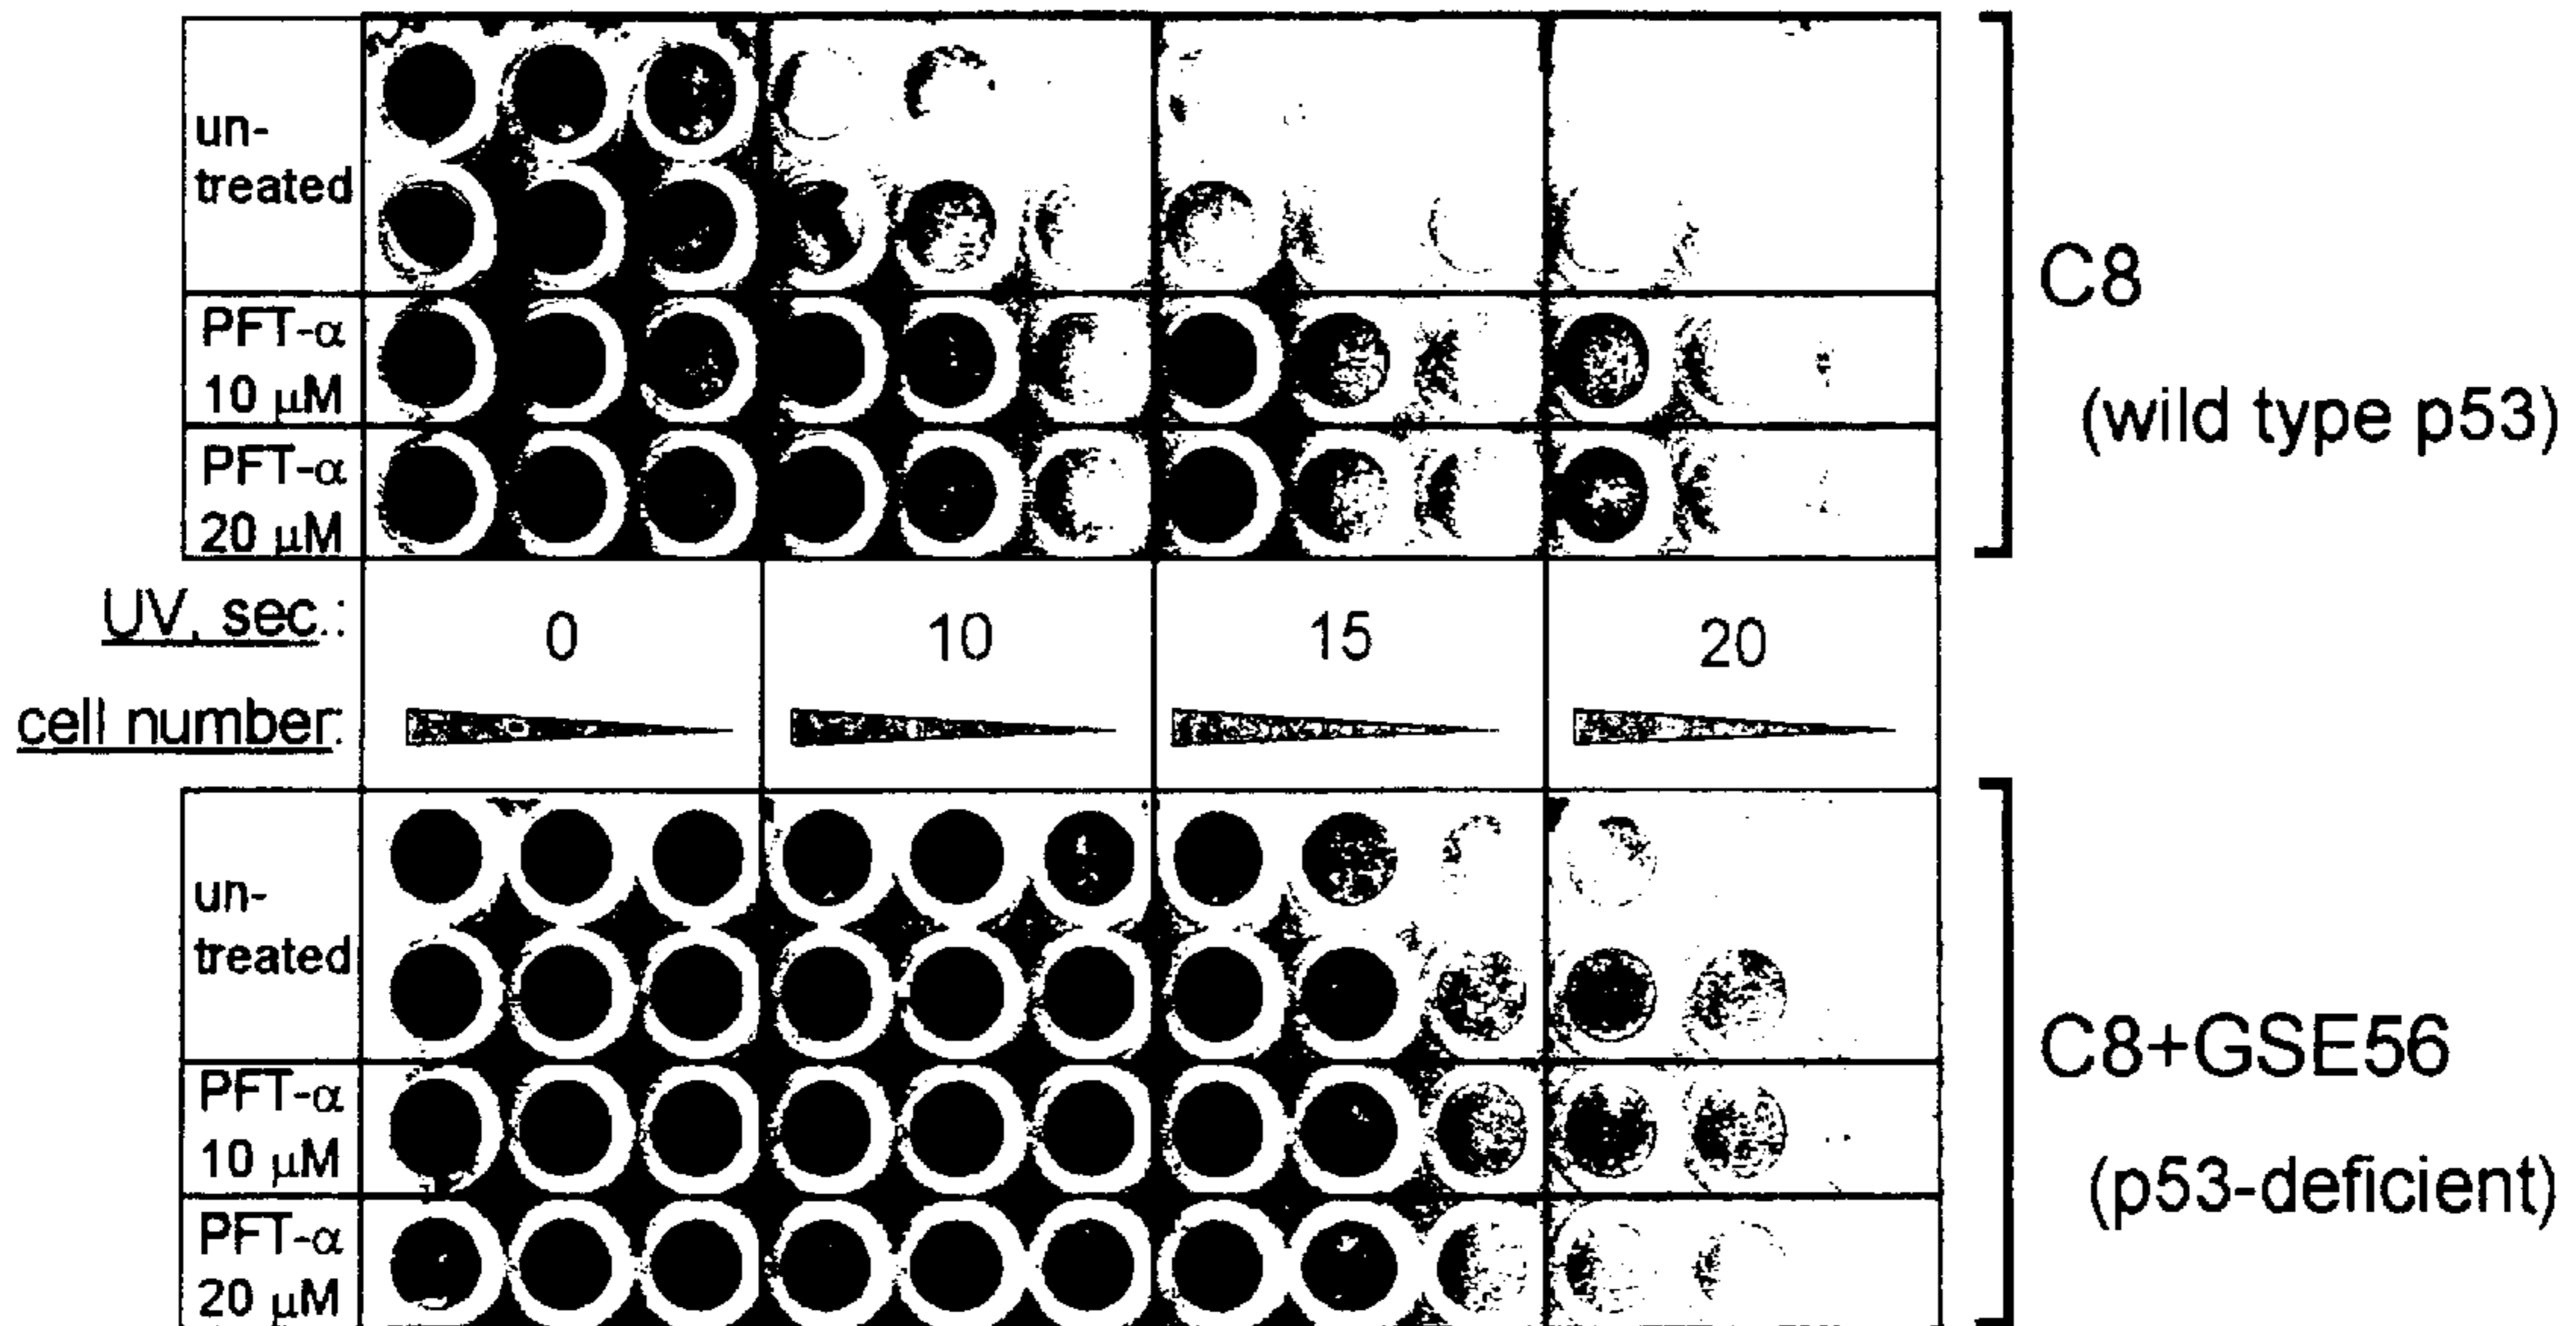 un-
treated
PFT-α
10 μM
PFT-α
20 μM
C8
(wild type p53)
UV, sec.:
0
10
15
20
cell number:
un-
treated
PFT-α
10 μM
PFT-α
20 μM
C8+GSE56
(p53-deficient)